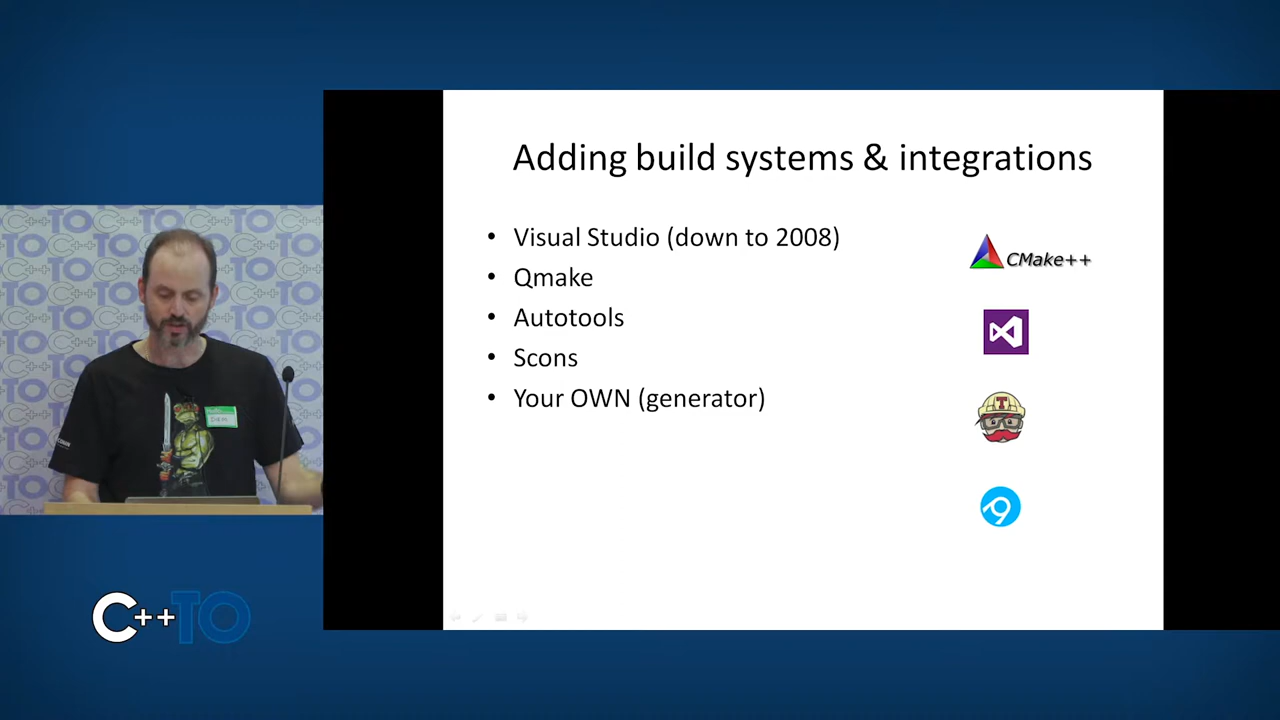 Adding build systems & integrations
• Visual Studio (down to 2008)
• Qmake
• Autotools
• Scons
• Your OWN (generator)
CMake++
T
C++TO